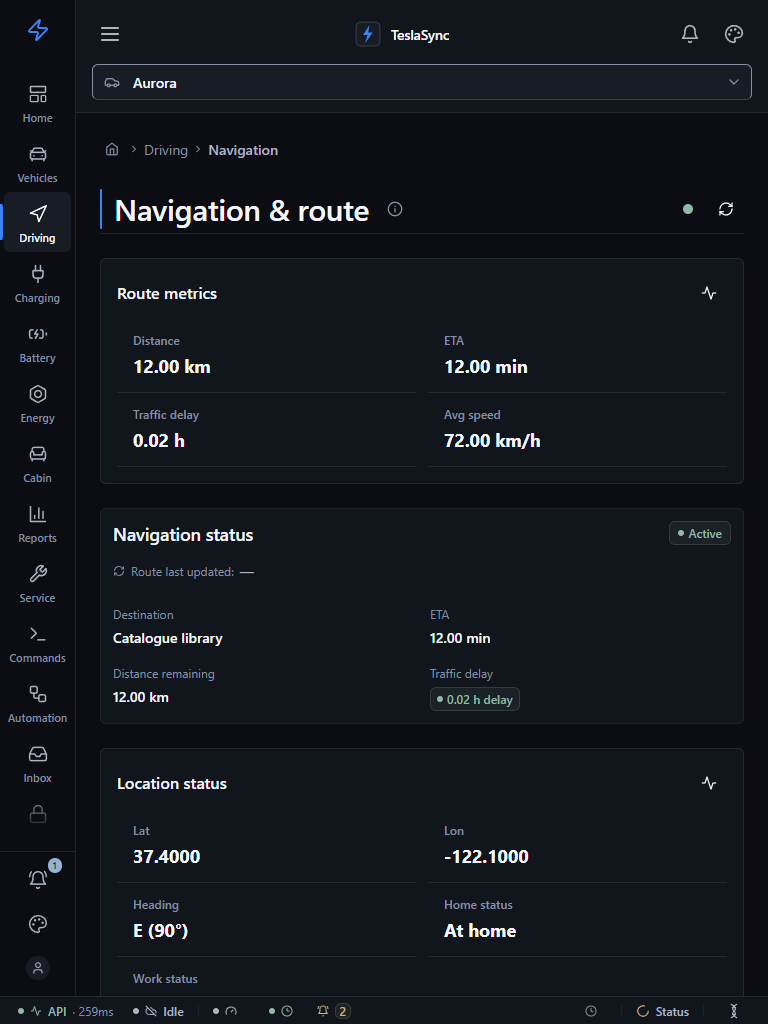 TeslaSync
Aurora
Home
Vehicles
Driving
Charging
Battery
Energy
Cabin
Reports
Service
Commands
Automation
Inbox
1
Driving > Navigation
Navigation & route
Route metrics
Distance
12.00 km
ETA
12.00 min
Traffic delay
0.02 h
Avg speed
72.00 km/h
Navigation status
Active
Route last updated: —
Destination
Catalogue library
ETA
12.00 min
Distance remaining
12.00 km
Traffic delay
0.02 h delay
Location status
Lat
37.4000
Lon
-122.1000
Heading
E (90°)
Home status
At home
Work status
API · 259ms
Idle
2
Status